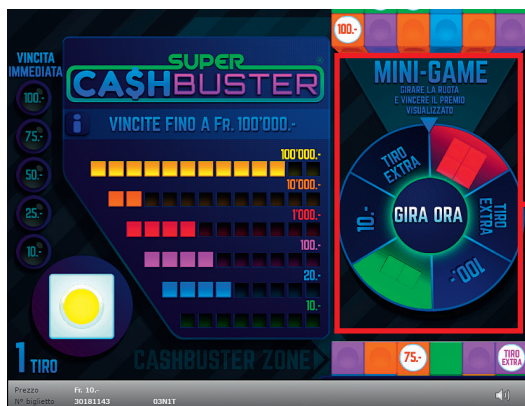 100.-
VINCITA
IMMEDIATA
100.-
75.-
50.-
25.-
10.-
SUPER
CA$HBUSTER
i
VINCITE FINO A FR. 100'000.-
100'000.-
10'000.-
1'000.-
100.-
20.-
10.-
MINI-GAME
GIRARE LA RUOTA
E VINCERE IL PREMIO
VISUALIZZATO
TIRO
EXTRA
TIRO
EXTRA
100.-
10.-
GIRA ORA
1 TIRO
CASHBUSTER ZONE
75.-
TIRO
EXTRA
Prezzo Fr. 10.-
N° biglietto 30181143 03N1T